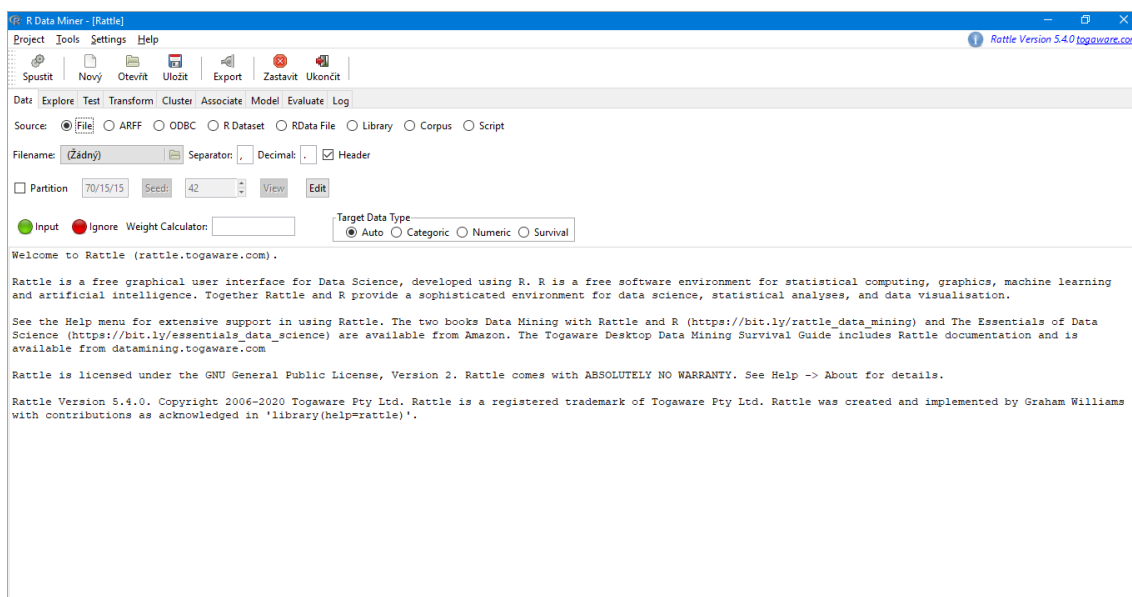 R Data Miner - [Rattle]
Project Tools Settings Help
Rattle Version 5.4.0 togaware.com
Spustit Nový Otevřít Uložit Export Zastavit Ukončit
Data Explore Test Transform Cluster Associate Model Evaluate Log
Source: File ARFF ODBC R Dataset RData File Library Corpus Script
Filename: (Žádný) Separator: , Decimal: . Header
Partition 70/15/15 Seed: 42 View Edit
Input Ignore Weight Calculator:
Target Data Type
Auto Categoric Numeric Survival
Welcome to Rattle (rattle.togaware.com).
Rattle is a free graphical user interface for Data Science, developed using R. R is a free software environment for statistical computing, graphics, machine learning
and artificial intelligence. Together Rattle and R provide a sophisticated environment for data science, statistical analyses, and data visualisation.
See the Help menu for extensive support in using Rattle. The two books Data Mining with Rattle and R (https://bit.ly/rattle_data_mining) and The Essentials of Data
Science (https://bit.ly/essentials_data_science) are available from Amazon. The Togaware Desktop Data Mining Survival Guide includes Rattle documentation and is
available from datamining.togaware.com
Rattle is licensed under the GNU General Public License, Version 2. Rattle comes with ABSOLUTELY NO WARRANTY. See Help -> About for details.
Rattle Version 5.4.0. Copyright 2006-2020 Togaware Pty Ltd. Rattle is a registered trademark of Togaware Pty Ltd. Rattle was created and implemented by Graham Williams
with contributions as acknowledged in 'library(help=rattle)'.